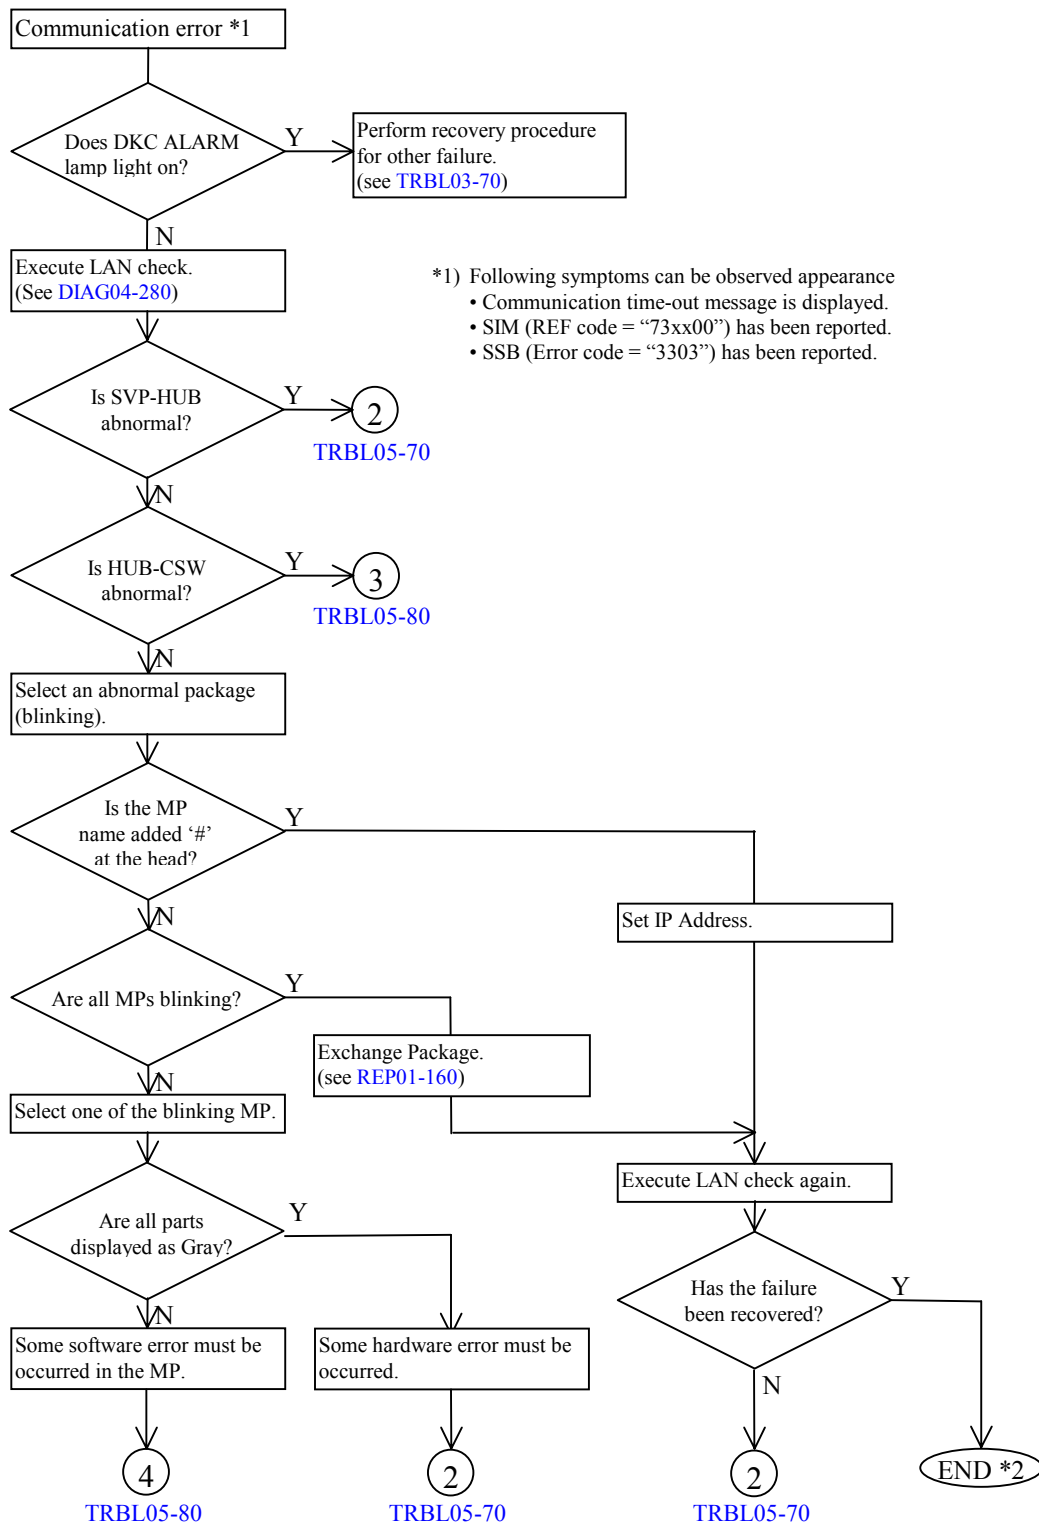 Communication error *1
Does DKC ALARM
lamp light on?
Y
Perform recovery procedure
for other failure.
(see TRBL03-70)
N
Execute LAN check.
(See DIAG04-280)
*1) Following symptoms can be observed appearance
• Communication time-out message is displayed.
• SIM (REF code = “73xx00”) has been reported.
• SSB (Error code = “3303”) has been reported.
Is SVP-HUB
abnormal?
Y
2
TRBL05-70
N
Is HUB-CSW
abnormal?
Y
3
TRBL05-80
N
Select an abnormal package
(blinking).
Is the MP
name added ‘#’
at the head?
Y
N
Set IP Address.
Are all MPs blinking?
Y
Exchange Package.
(see REP01-160)
N
Select one of the blinking MP.
Execute LAN check again.
Are all parts
displayed as Gray?
Y
Has the failure
been recovered?
Y
N
Some software error must be
occurred in the MP.
Some hardware error must be
occurred.
N
4
TRBL05-80
2
TRBL05-70
2
TRBL05-70
END *2